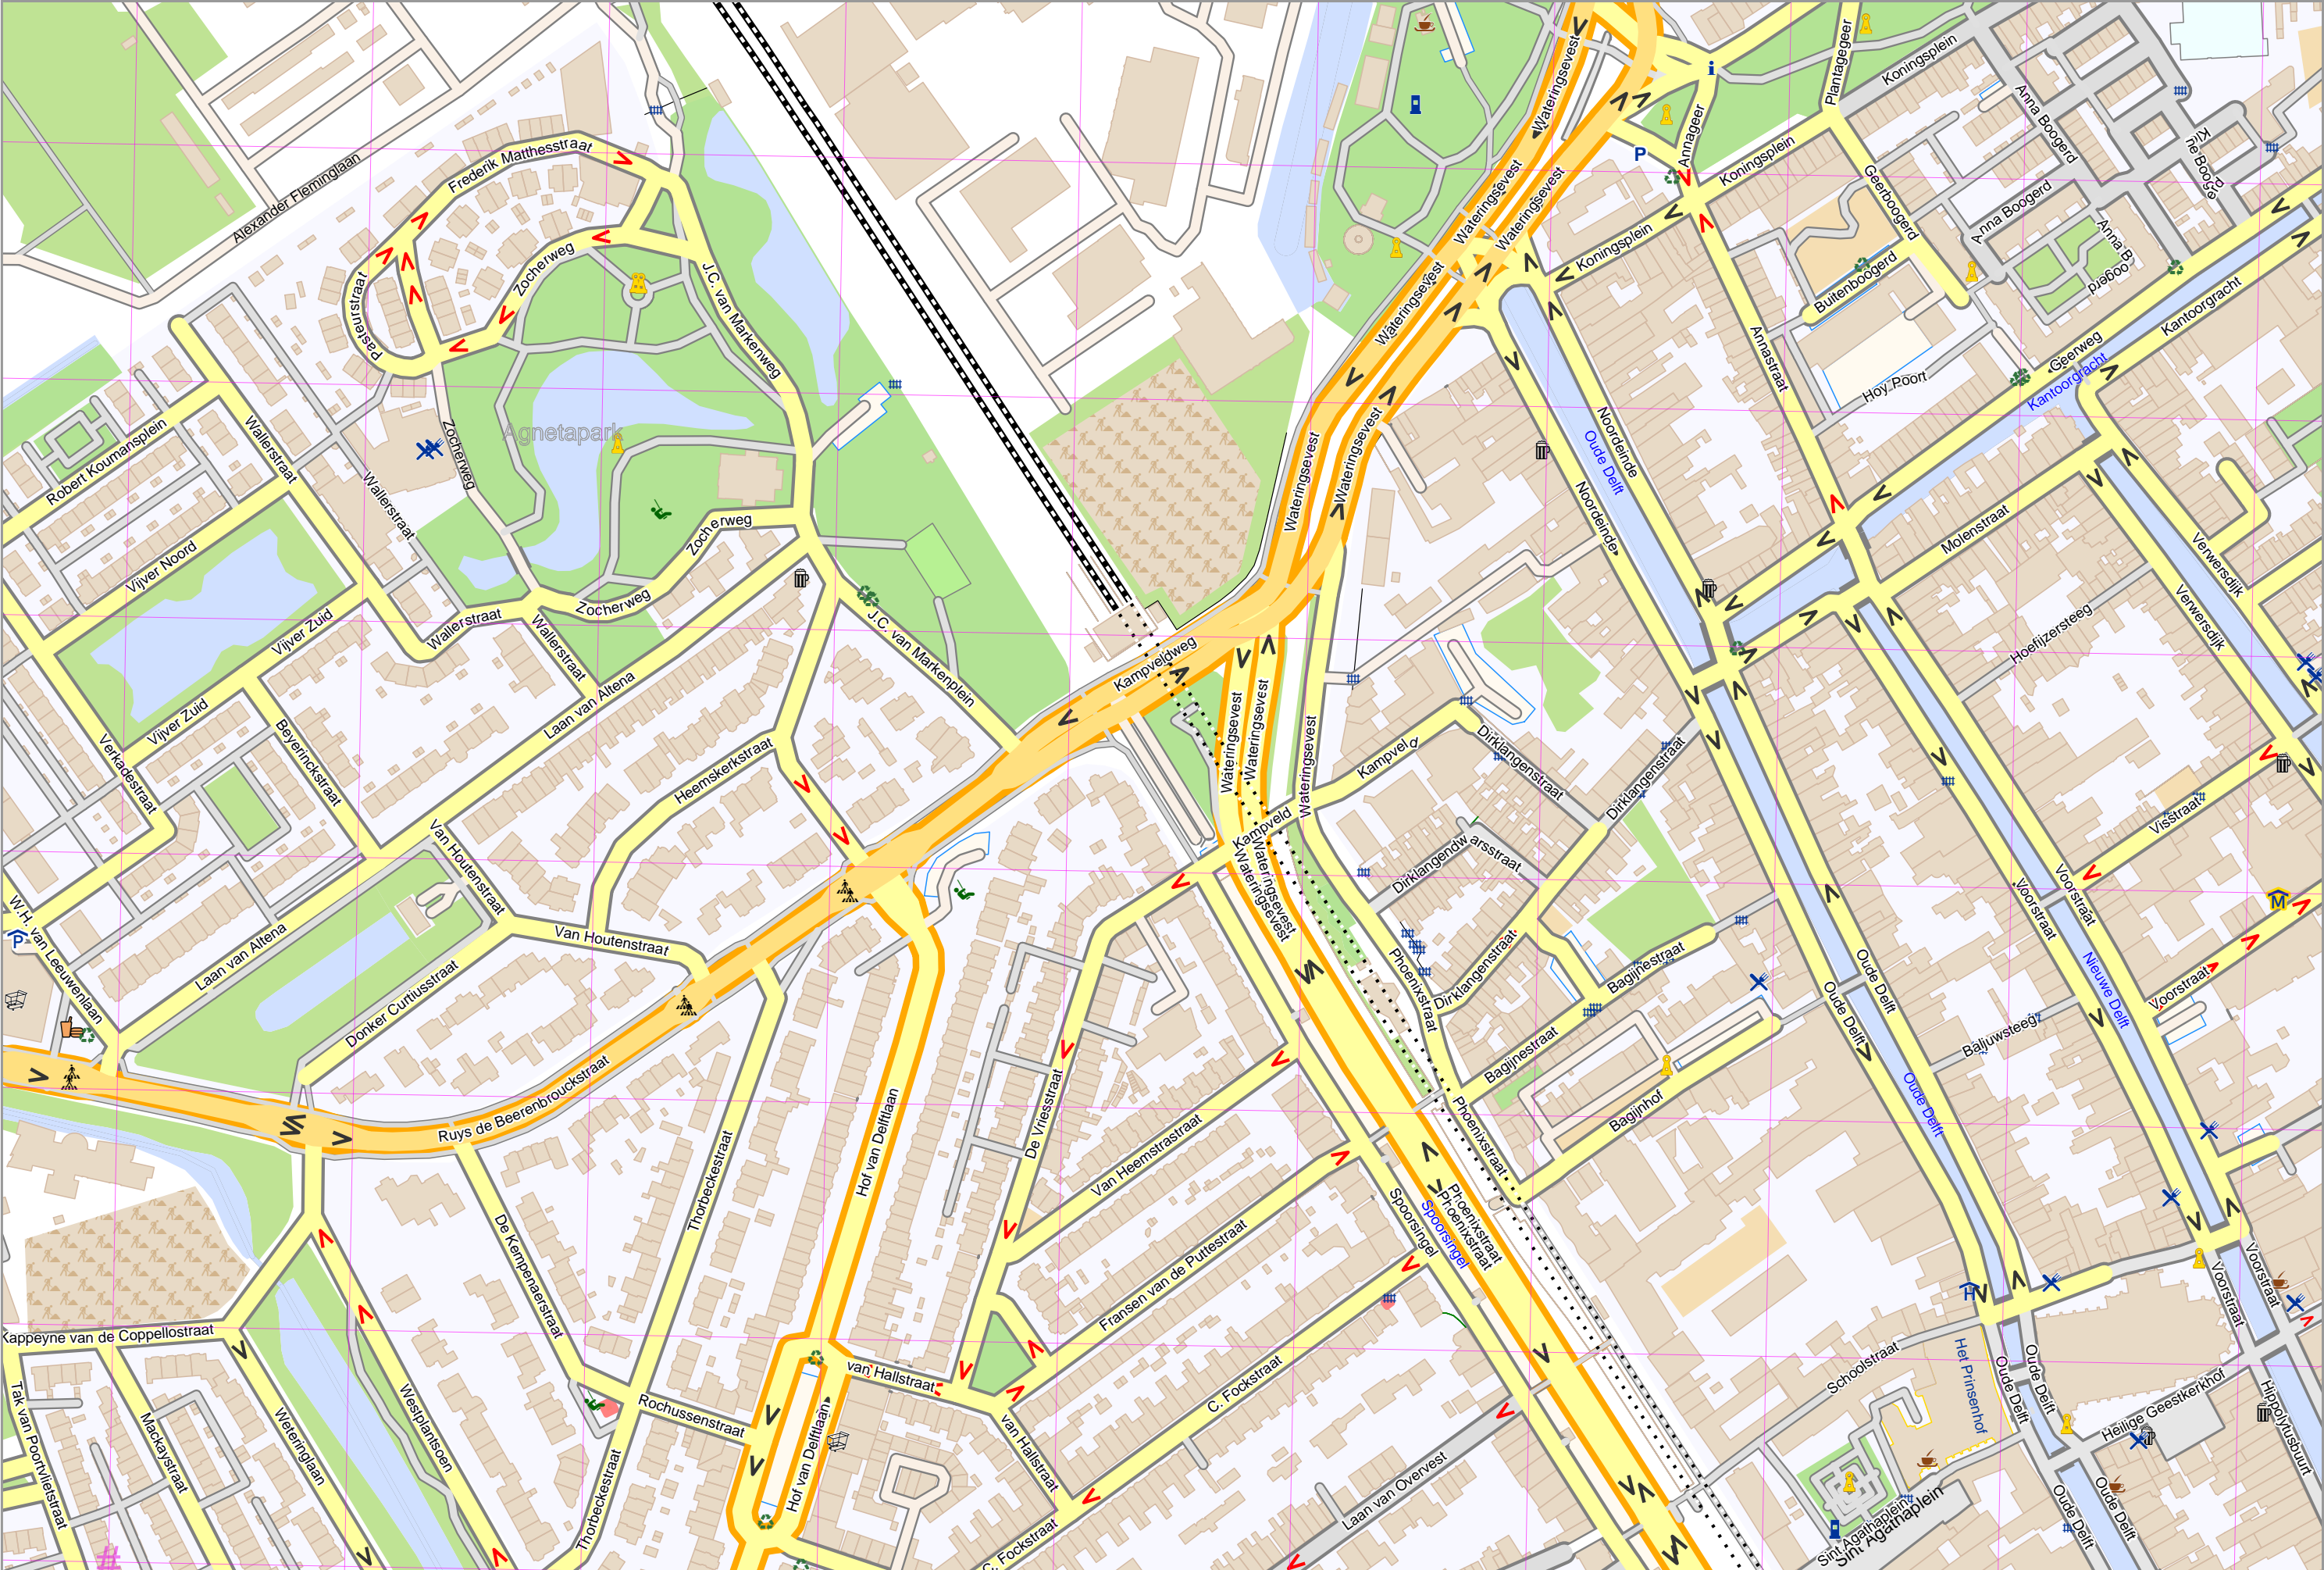 Wateringsevest
Plantagegeer
Koningsplein
Anna Boogerd
Wateringsevest
Annageer
P
Koningsplein
Frederik Matthesstraat
Alexander Fleminglaan
Wateringsevest
Wateringsevest
Geerboogerd
Anna Boogerd
Koningsplein
Zocherweg
J.C. van Markenweg
Buitenboogerd
Kantoorgracht
Pasteurstraat
Wateringsevest
Annastraat
Geerweg
Kantoorgracht
Hoy Poort
Robert Koumansplein
Wallerstraat
Zocherweg
Agnetapark
Wateringsevest
Wateringsevest
Noordeinde
Oude Delft
Wallerstraat
Zocherweg
Noordeinde
Molenstraat
Vijver Noord
Verwersdijk
Zocherweg
Wallerstraat
Vijver Zuid
Wallerstraat
J.C. van Markenplein
Kampveldweg
Hoefijzersteeg
Verwersdijk
Vijver Zuid
Laan van Altena
Wateringsevest
Wateringsevest
Wateringsevest
Kampveld
Dirklangenstraat
Dirklangenstraat
Verkadestraat
Beyerinckstraat
Heemskerkstraat
Kampveld
Visstraat
Van Houtenstraat
Dirklangendwarsstraat
Wateringsevest
Wateringsevest
W.H. van Leeuwenlan
P
Laan van Altena
Van Houtenstraat
Voorstraat
Voorstraat
M
Donker Curtiusstraat
Phoenixstraat
Dirklangenstraat
Bagijnestraat
Oude Delft
Oude Delft
Nieuwe Delft
Voorstraat
Ruys de Beerenbrouckstraat
Hof van Delftlaan
De Vriesstraat
Bagijnestraat
Baljuwsteeg
Oude Delft
Thorbeckestraat
Van Heemstrastraat
Phoenixstraat
Bagijnhof
De Kempenaerstraat
Fransen van de Puttestraat
Spoorsingel
Spoorsingel
Phoenixstraat
Phoenixstraat
H
Voorstraat
Voorstraat
Kappeyne van de Coppellostraat
van Hallstraat
C. Fockstraat
Schoolstraat
Het Prinsenhof
Oude Delft
Oude Delft
Tak van Poortvlietstraat
Mackaystraat
Weteringlaan
Westplantsoen
Rochussenstraat
Hof van Delftlaan
van Hallstraat
Heilige Geestkerkhof
Hippolytusbuurt
Thorbeckestraat
C. Fockstraat
Laan van Overvest
Sint Agathaplein
Sint Agathaplein
Oude Delft
Oude Delft